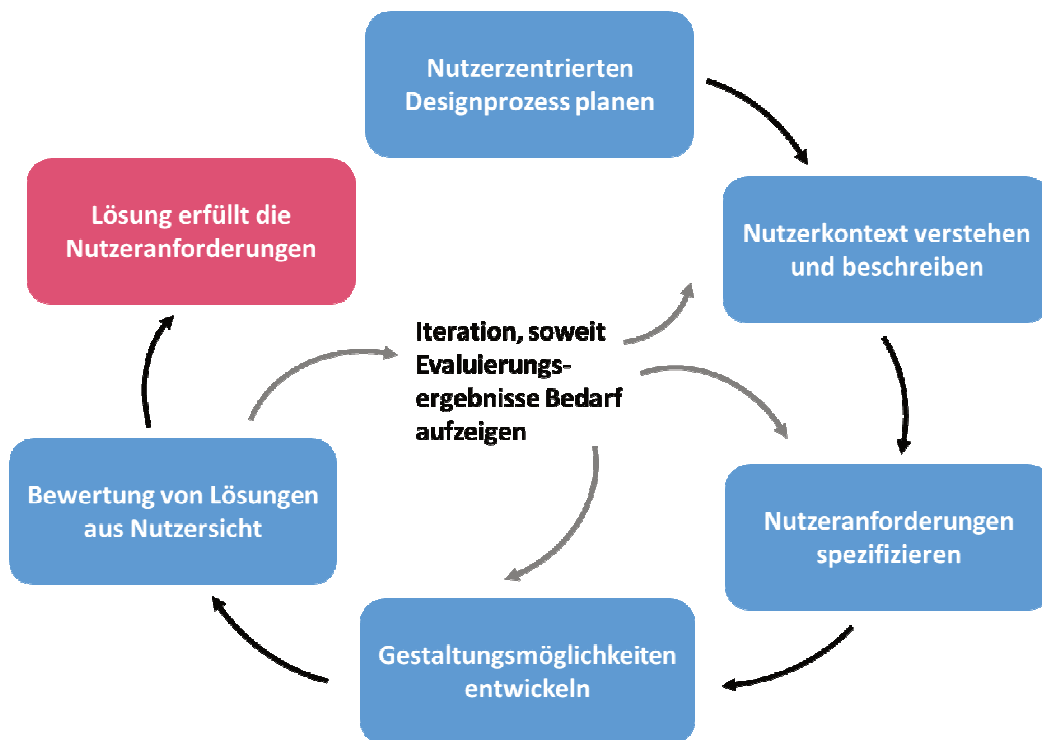 Nutzerzentrierten
Designprozess planen
Lösung erfüllt die
Nutzeranforderungen
Nutzerkontext verstehen
und beschreiben
Iteration, soweit
Evaluierungs-
ergebnisse Bedarf
aufzeigen
Bewertung von Lösungen
aus Nutzersicht
Nutzeranforderungen
spezifizieren
Gestaltungsmöglichkeiten
entwickeln